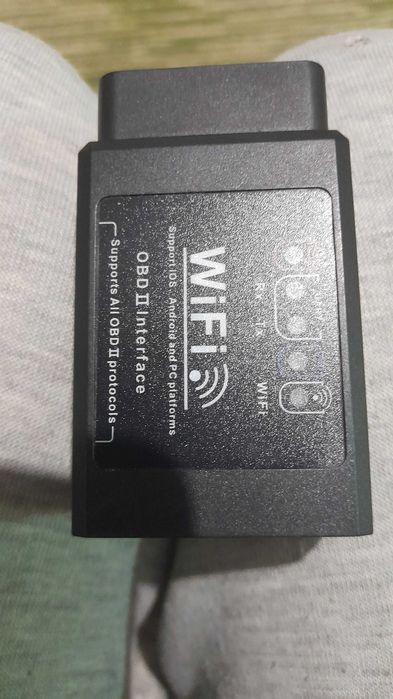 Rx Tx WiFi
WiFi
Support iOS . Android and PC platforms
OBD II Interface
Supports All OBD II protocols